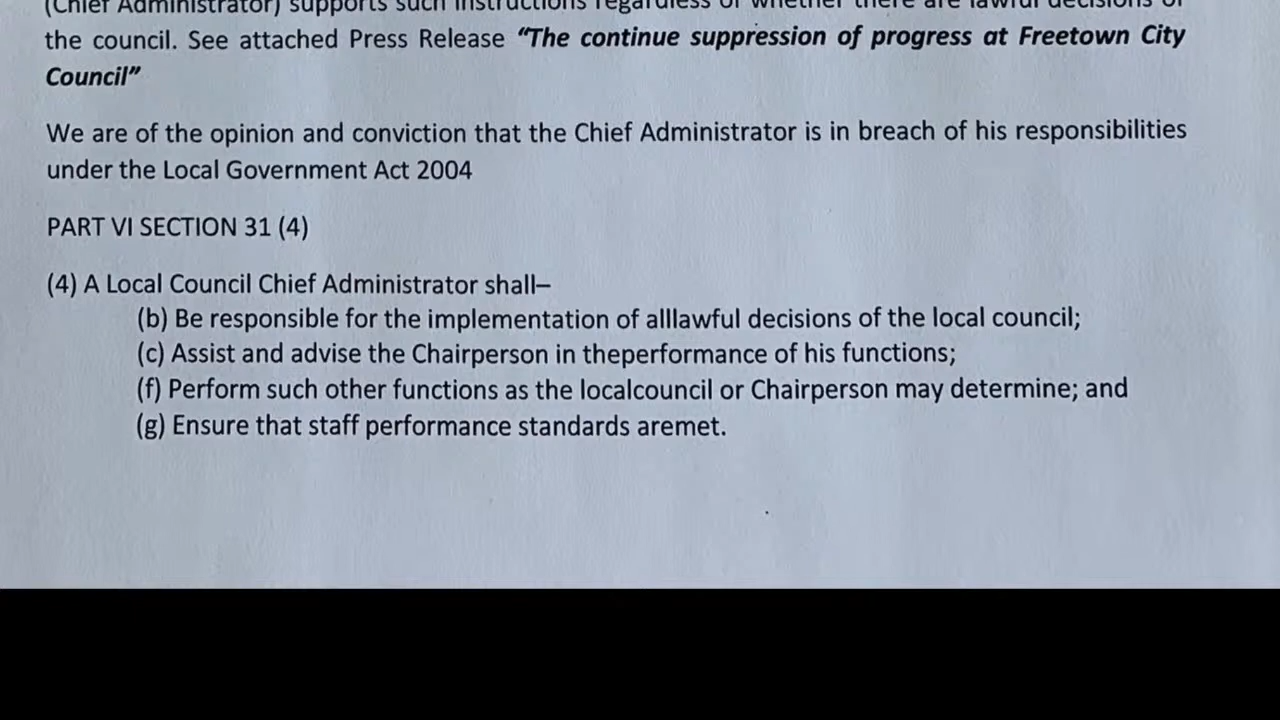 (Chief Administrator) supports such instructions regardless of whether there are lawful decisions of
the council. See attached Press Release “The continue suppression of progress at Freetown City
Council”
We are of the opinion and conviction that the Chief Administrator is in breach of his responsibilities
under the Local Government Act 2004
PART VI SECTION 31 (4)
(4) A Local Council Chief Administrator shall–
(b) Be responsible for the implementation of alllawful decisions of the local council;
(c) Assist and advise the Chairperson in theperformance of his functions;
(f) Perform such other functions as the localcouncil or Chairperson may determine; and
(g) Ensure that staff performance standards aremet.